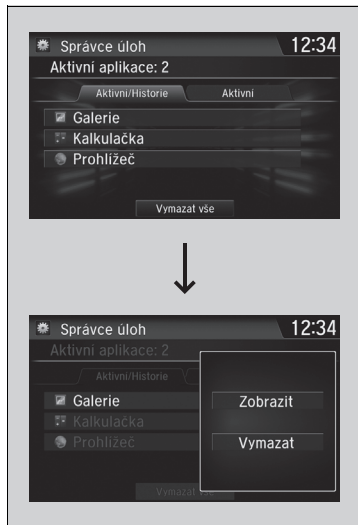 Správce úloh 12:34
Aktivní aplikace: 2
Aktivní/Historie Aktivní
Galerie
Kalkulačka
Prohlížeč
Vymazat vše
Správce úloh 12:34
Aktivní aplikace: 2
Aktivní/Historie
Galerie
Zobrazit
Kalkulačka
Prohlížeč
Vymazat
Vymazat vše